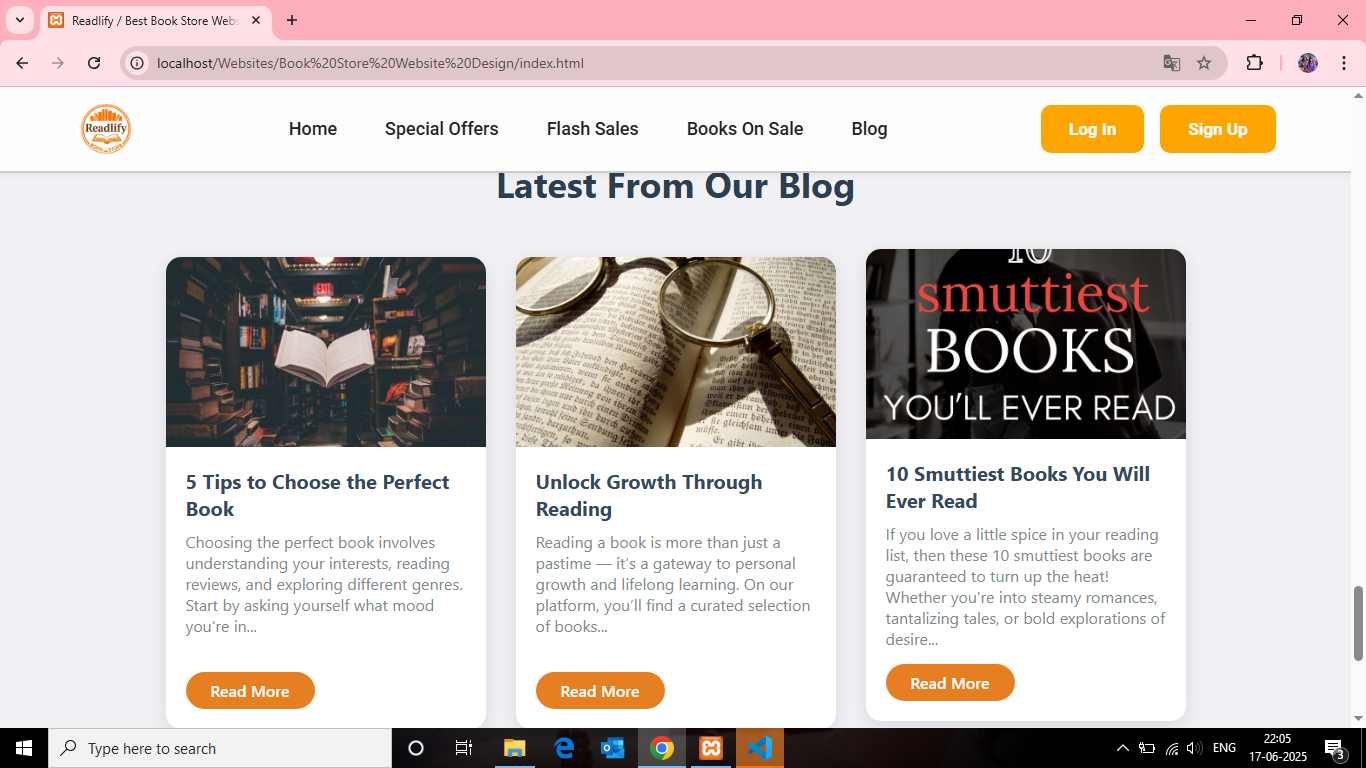 Readlify / Best Book Store Webs
localhost/Websites/Book%20Store%20Website%20Design/index.html
Readlify
BOOK STORE
Home
Special Offers
Flash Sales
Books On Sale
Blog
Log In
Sign Up
Latest From Our Blog
EXIT
5 Tips to Choose the Perfect
Book
Choosing the perfect book involves
understanding your interests, reading
reviews, and exploring different genres.
Start by asking yourself what mood
you're in...
Read More
Unlock Growth Through
Reading
Reading a book is more than just a
pastime — it’s a gateway to personal
growth and lifelong learning. On our
platform, you’ll find a curated selection
of books...
Read More
10
smuttiest
BOOKS
YOU’LL EVER READ
10 Smuttiest Books You Will
Ever Read
If you love a little spice in your reading
list, then these 10 smuttiest books are
guaranteed to turn up the heat!
Whether you're into steamy romances,
tantalizing tales, or bold explorations of
desire...
Read More
Type here to search
ENG
22:05
17-06-2025
3